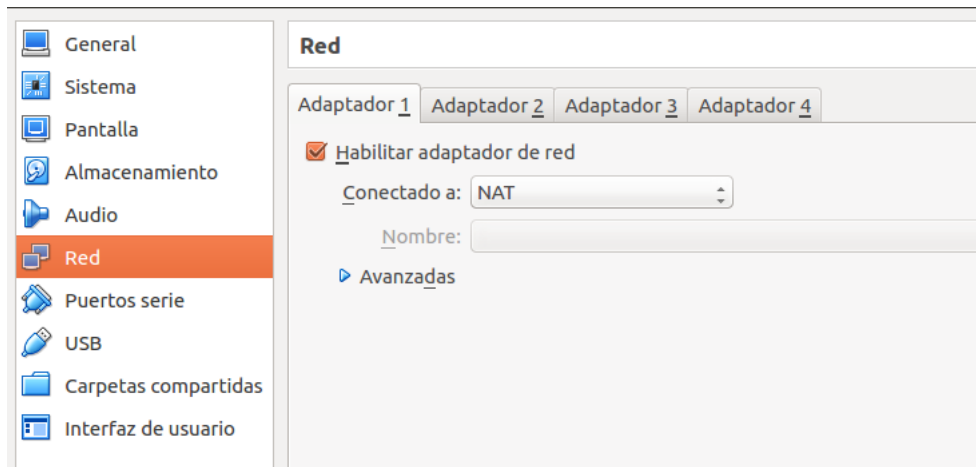 General
Sistema
Pantalla
Almacenamiento
Audio
Red
Puertos serie
USB
Carpetas compartidas
Interfaz de usuario
Red
Adaptador 1 Adaptador 2 Adaptador 3 Adaptador 4
Habilitar adaptador de red
Conectado a: NAT
Nombre:
Avanzadas